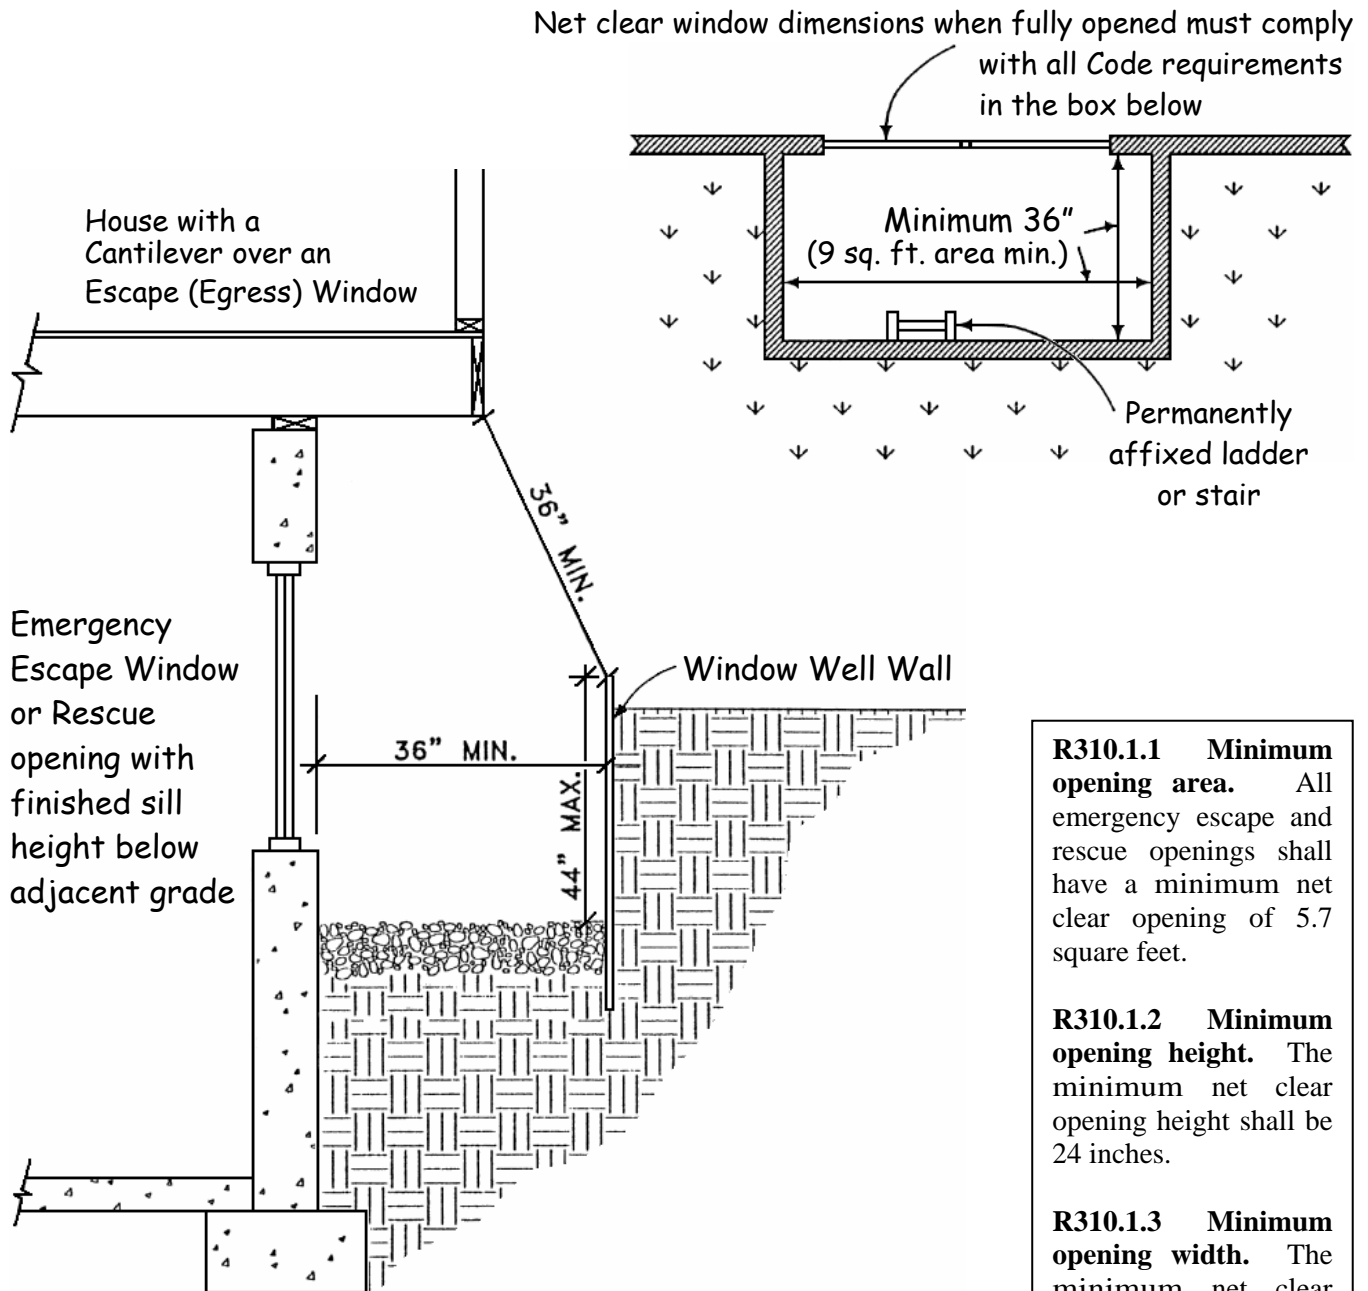 Net clear window dimensions when fully opened must comply
with all Code requirements
in the box below
House with a
Cantilever over an
Escape (Egress) Window
Minimum 36"
(9 sq. ft. area min.)
Permanently
affixed ladder
or stair
36" MIN.
Emergency
Escape Window
or Rescue
opening with
finished sill
height below
adjacent grade
Window Well Wall
36" MIN.
44" MAX.
R310.1.1 Minimum
opening area. All
emergency escape and
rescue openings shall
have a minimum net
clear opening of 5.7
square feet.
R310.1.2 Minimum
opening height. The
minimum net clear
opening height shall be
24 inches.
R310.1.3 Minimum
opening width. The
minimum net clear